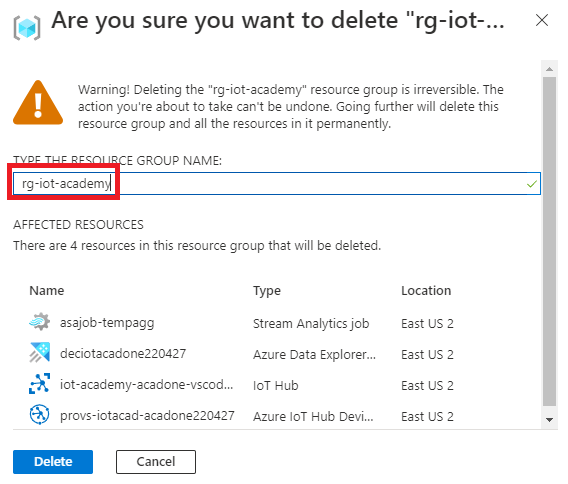 Are you sure you want to delete "rg-iot-...
Warning! Deleting the "rg-iot-academy" resource group is irreversible. The
action you're about to take can't be undone. Going further will delete this
resource group and all the resources in it permanently.
TYPE THE RESOURCE GROUP NAME:
rg-iot-academy
AFFECTED RESOURCES
There are 4 resources in this resource group that will be deleted.
Name Type Location
asajob-tempagg Stream Analytics job East US 2
deciotacadone220427 Azure Data Explorer... East US 2
iot-academy-acadone-vscod... IoT Hub East US 2
provs-iotacad-acadone220427 Azure IoT Hub Devi... East US 2
Delete Cancel